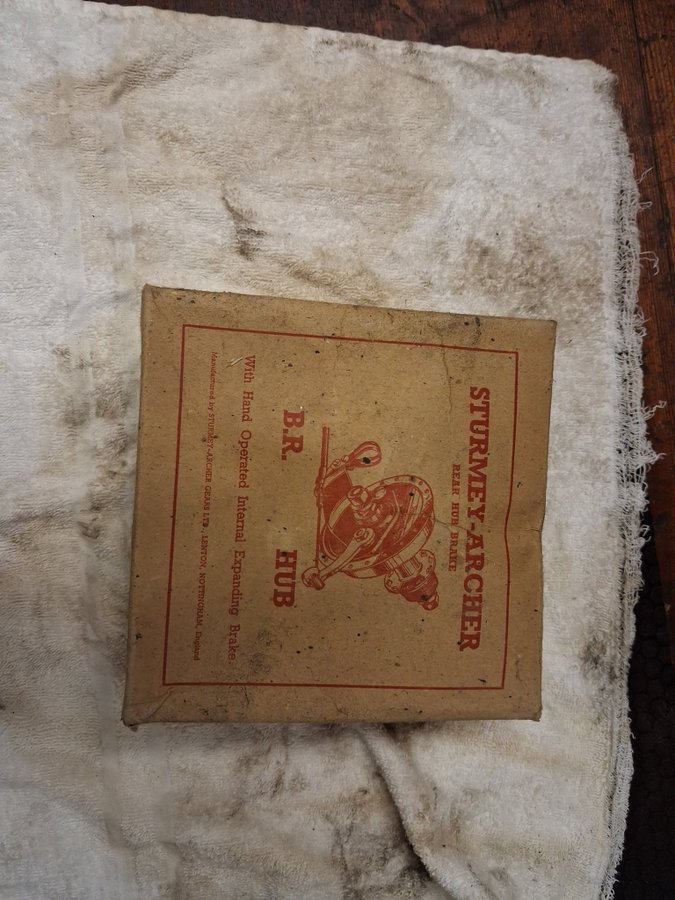 STURMEY-ARCHER
REAR HUB BRAKE
B.R. HUB
With Hand Operated Internal Expanding Brake
Manufactured by STURMEY-ARCHER GEARS LTD., LENTON, NOTTINGHAM, England